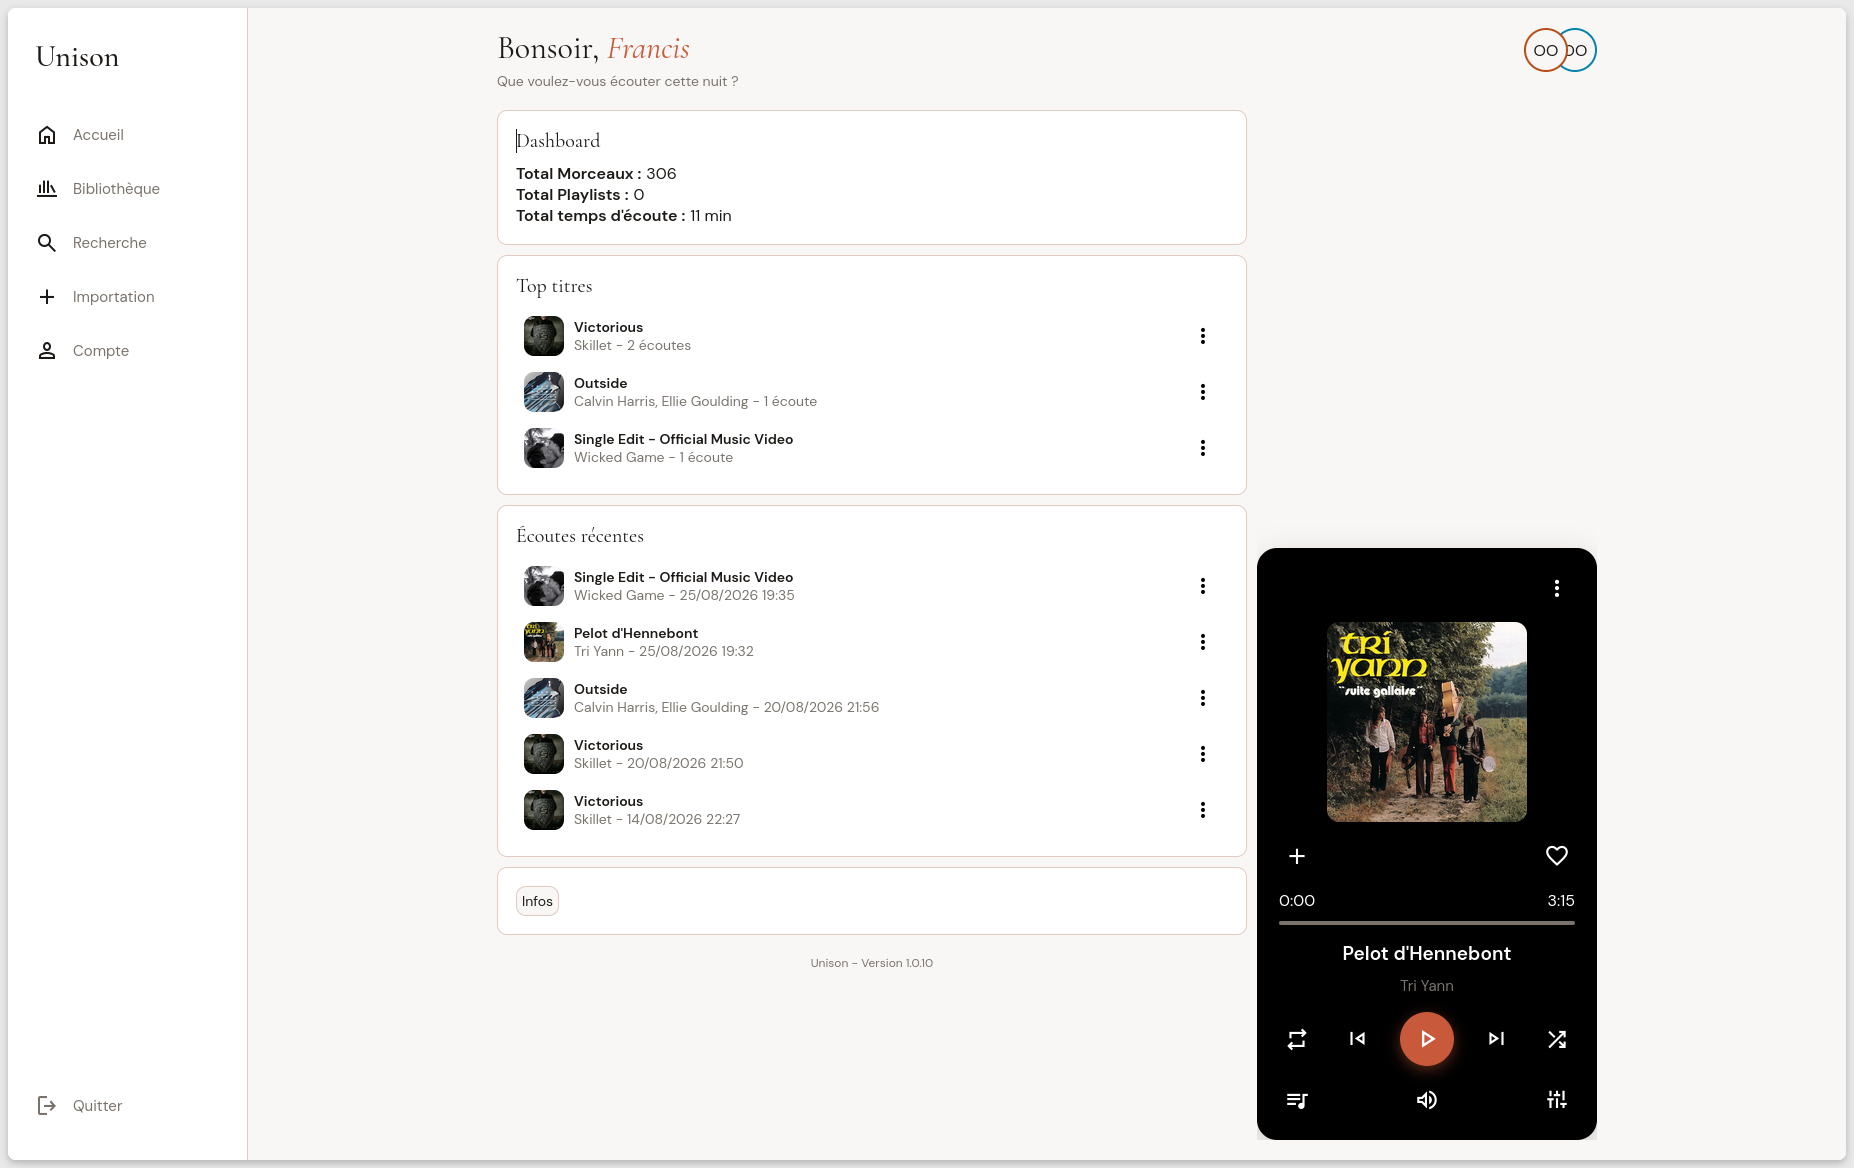 Unison
Accueil
Bibliothèque
Recherche
Importation
Compte
Quitter
Bonsoir, Francis
Que voulez-vous écouter cette nuit ?
OO
OO
Dashboard
Total Morceaux : 306
Total Playlists : 0
Total temps d'écoute : 11 min
Top titres
Victorious
Skillet - 2 écoutes
Outside
Calvin Harris, Ellie Goulding - 1 écoute
Single Edit - Official Music Video
Wicked Game - 1 écoute
Écoutes récentes
Single Edit - Official Music Video
Wicked Game - 25/08/2026 19:35
Pelot d'Hennebont
Tri Yann - 25/08/2026 19:32
Outside
Calvin Harris, Ellie Goulding - 20/08/2026 21:56
Victorious
Skillet - 20/08/2026 21:50
Victorious
Skillet - 14/08/2026 22:27
Infos
Unison - Version 1.0.10
tri
yann
"suite gallaise"
0:00
3:15
Pelot d'Hennebont
Tri Yann